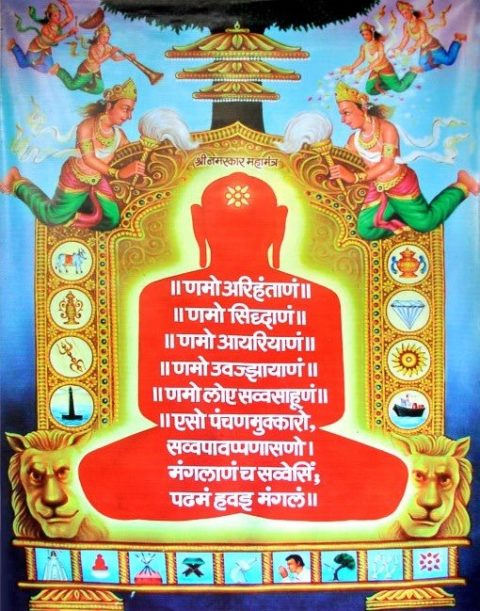 श्री नमस्कार महामंत्र
॥ णमो अरिहंताणं॥
॥ णमो सिद्धाणं॥
॥ णमो आयरियाणं॥
॥ णमो उवज्झायाणं॥
॥ णमो लोए सव्वसाहूणं॥
॥ एसो पंचणमुक्कारो,
सव्वपावप्पणासणो।
मंगलाणं च सव्वेसिं,
पढमं हवइ मंगलं॥